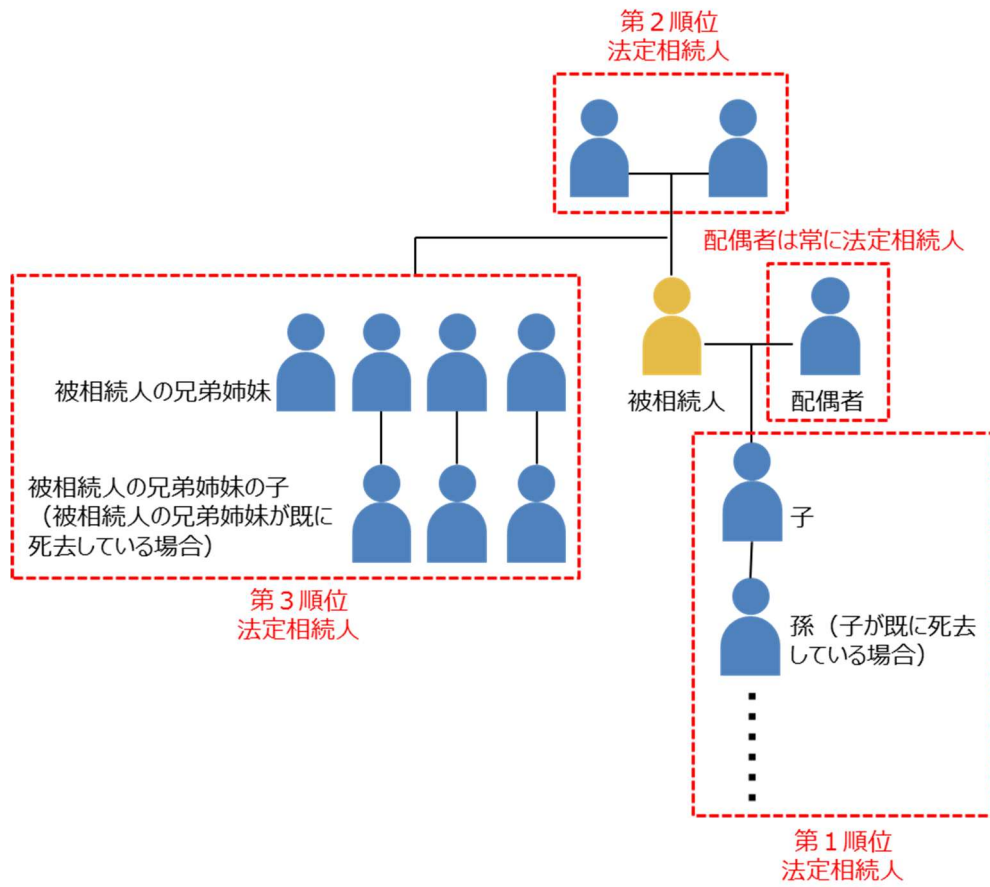 第２順位
法定相続人
配偶者は常に法定相続人
被相続人の兄弟姉妹
被相続人
配偶者
被相続人の兄弟姉妹の子
（被相続人の兄弟姉妹が既に
死去している場合）
子
第３順位
法定相続人
孫（子が既に死去
している場合）
第１順位
法定相続人